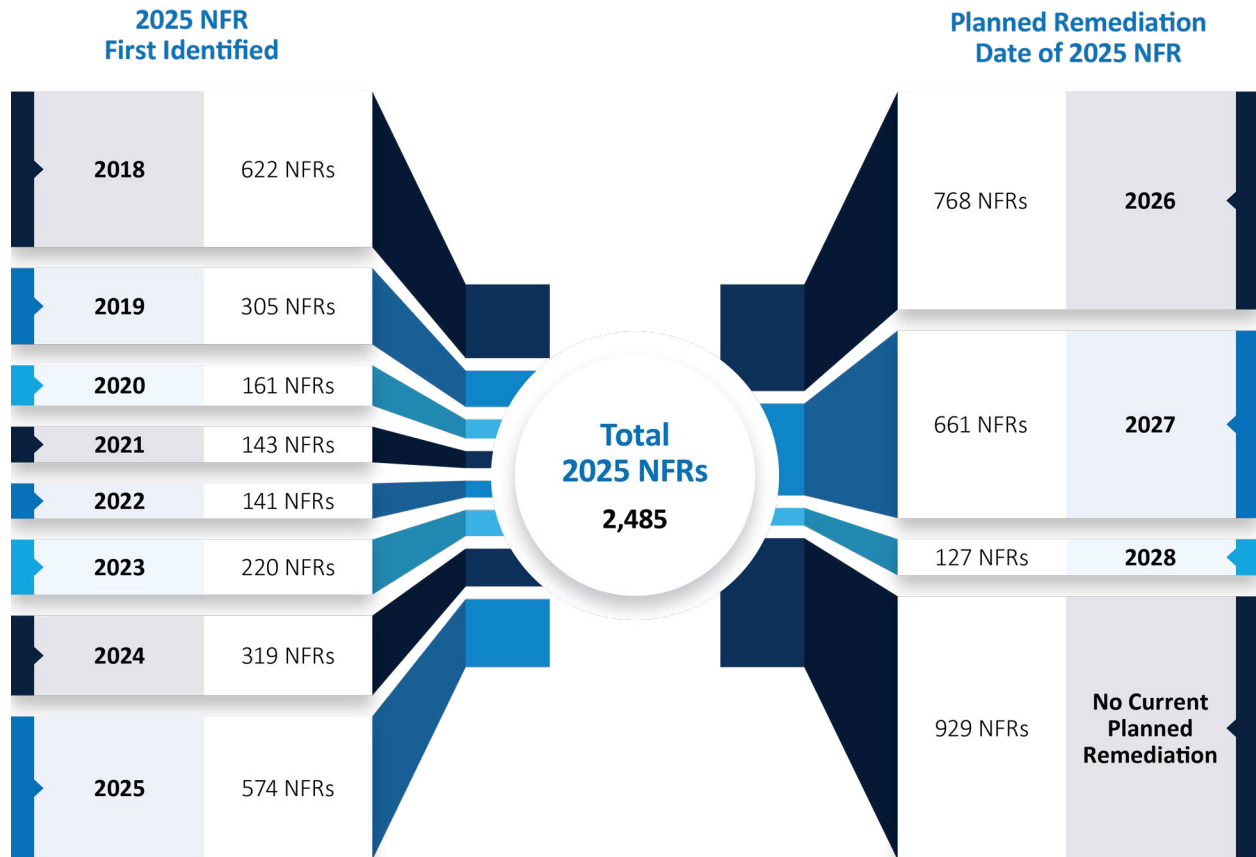 2025 NFR
First Identified
2018 622 NFRs
2019 305 NFRs
2020 161 NFRs
2021 143 NFRs
2022 141 NFRs
2023 220 NFRs
2024 319 NFRs
2025 574 NFRs
Total
2025 NFRs
2,485
Planned Remediation
Date of 2025 NFR
768 NFRs 2026
661 NFRs 2027
127 NFRs 2028
929 NFRs
No Current
Planned
Remediation